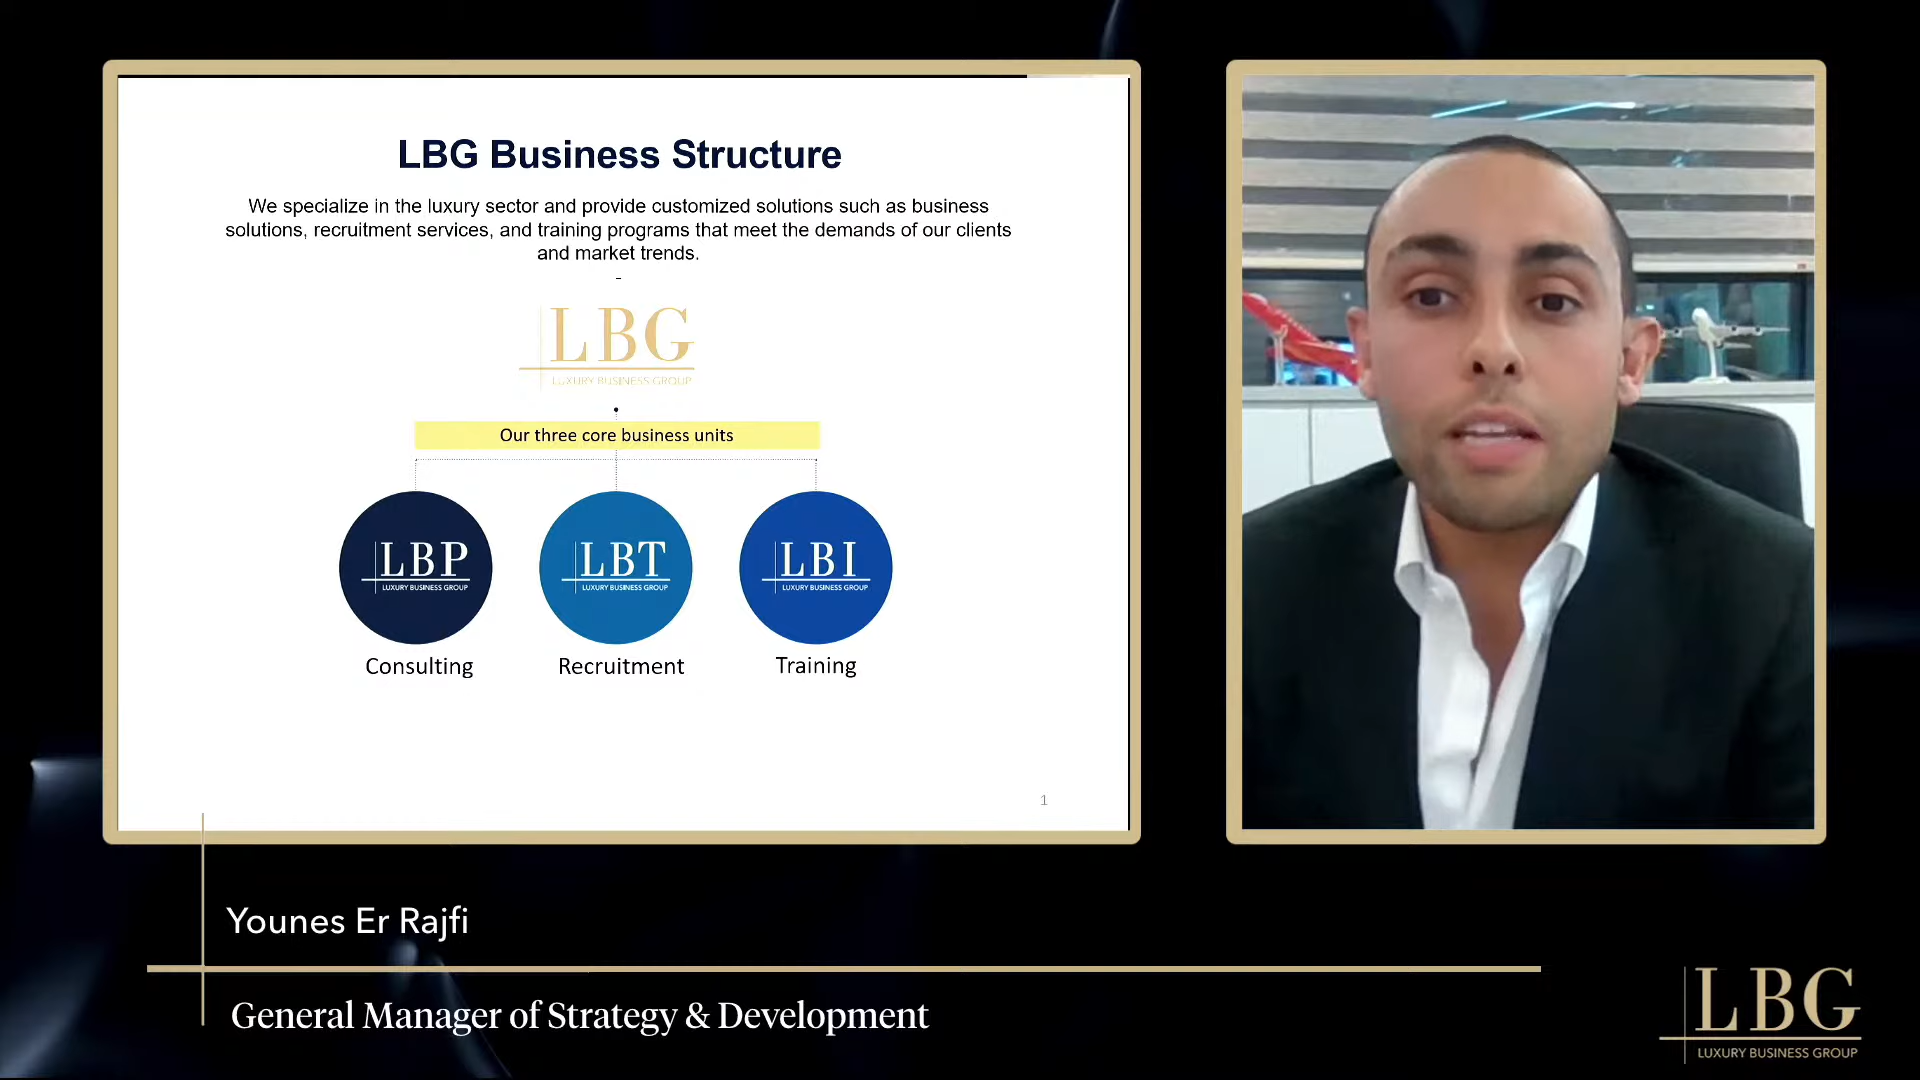 LBG Business Structure
We specialize in the luxury sector and provide customized solutions such as business
solutions, recruitment services, and training programs that meet the demands of our clients
and market trends.
-
LBG
LUXURY BUSINESS GROUP
Our three core business units
LBP
LUXURY BUSINESS GROUP
Consulting
LBT
LUXURY BUSINESS GROUP
Recruitment
LBI
LUXURY BUSINESS GROUP
Training
1
Younes Er Rajfi
General Manager of Strategy & Development
LBG
LUXURY BUSINESS GROUP